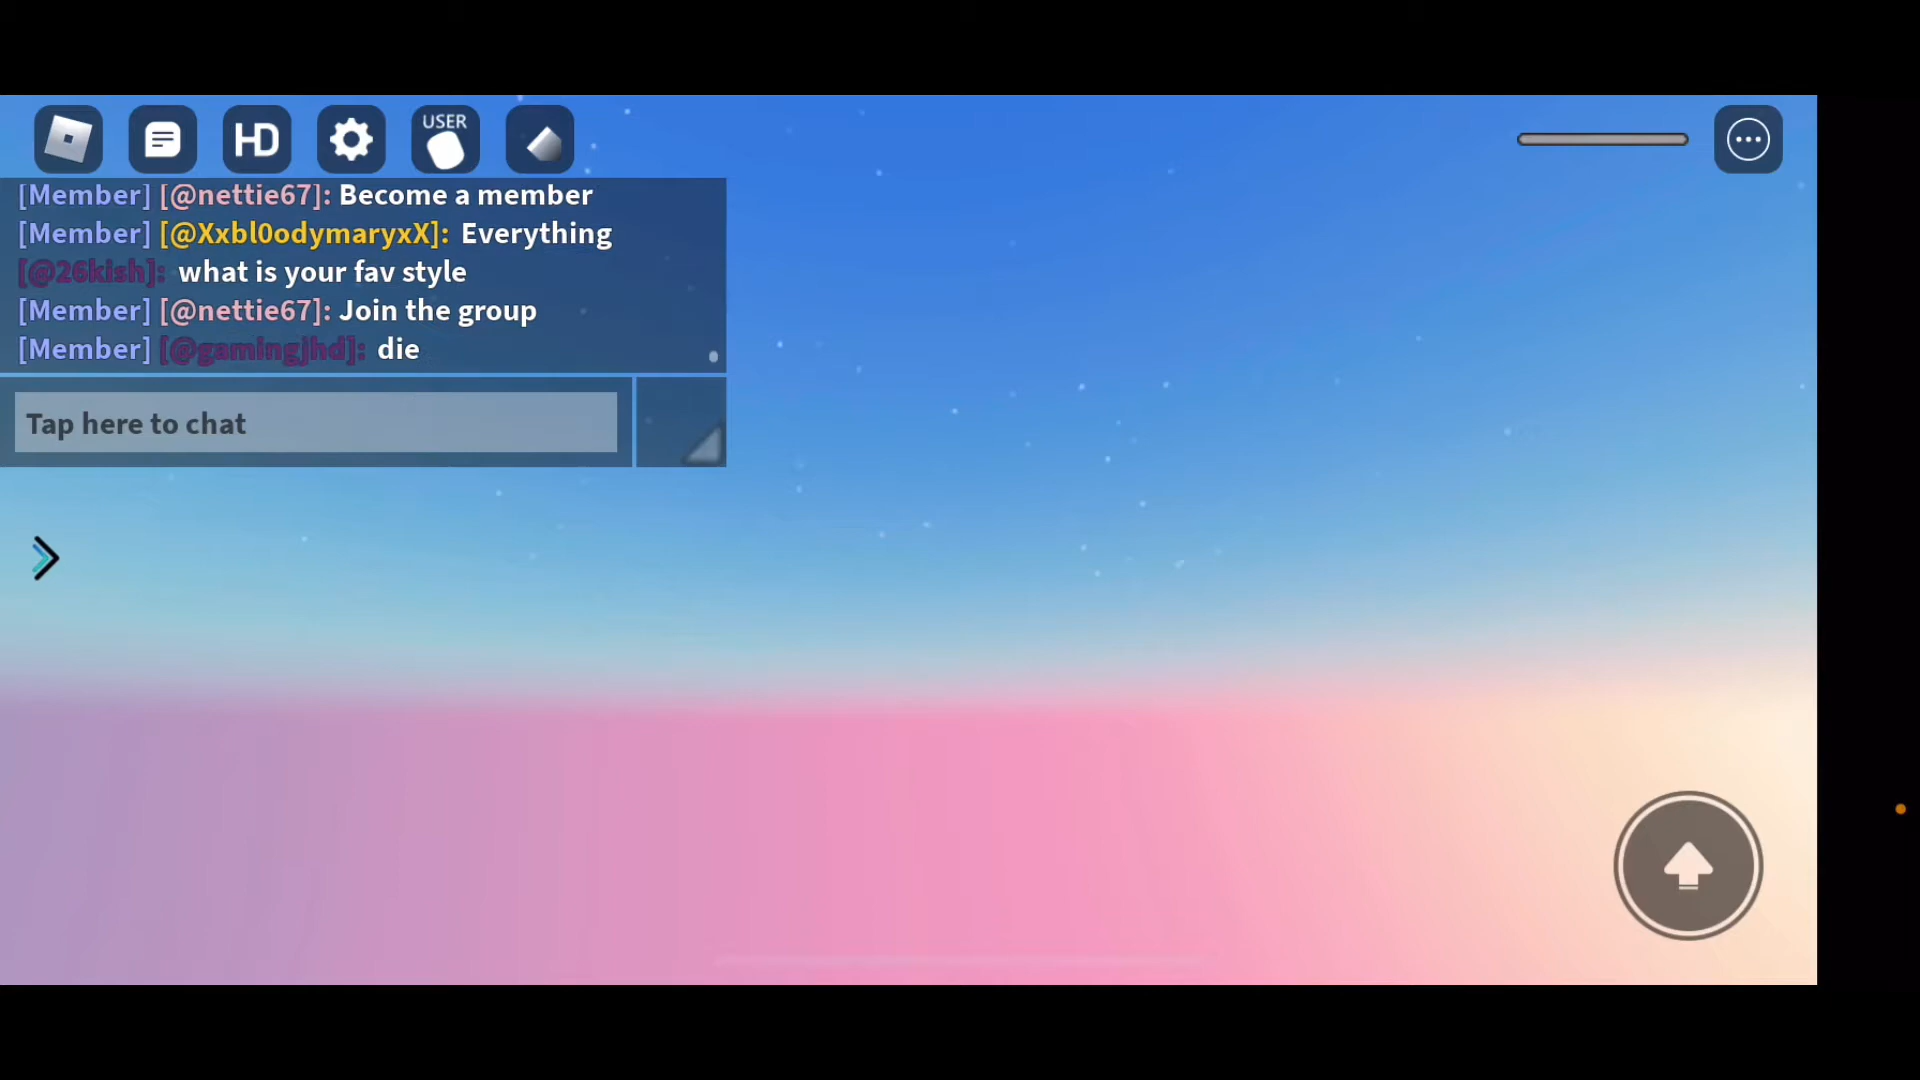 HD
USER
[Member] [@nettie67]: Become a member
[Member] [@Xxbl0odymaryxX]: Everything
[@26kish]: what is your fav style
[Member] [@nettie67]: Join the group
[Member] [@gamingjhd]: die
Tap here to chat